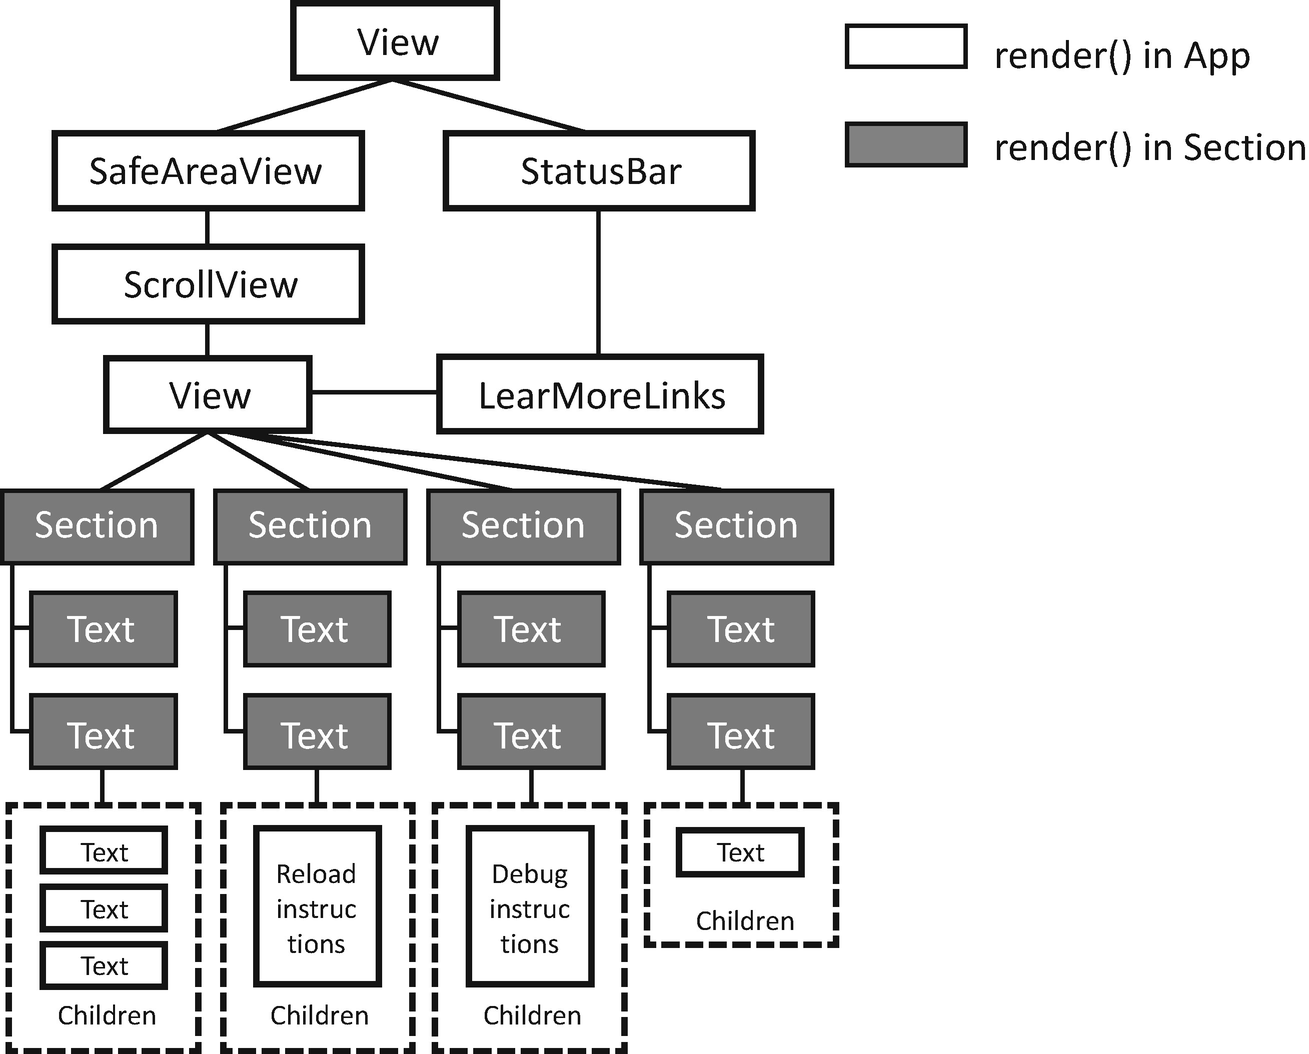 View
render() in App
render() in Section
SafeAreaView
StatusBar
ScrollView
View
LearMoreLinks
Section
Section
Section
Section
Text
Text
Text
Text
Text
Text
Text
Text
Text
Text
Text
Children
Reload
instruc
tions
Children
Debug
instruc
tions
Children
Text
Children